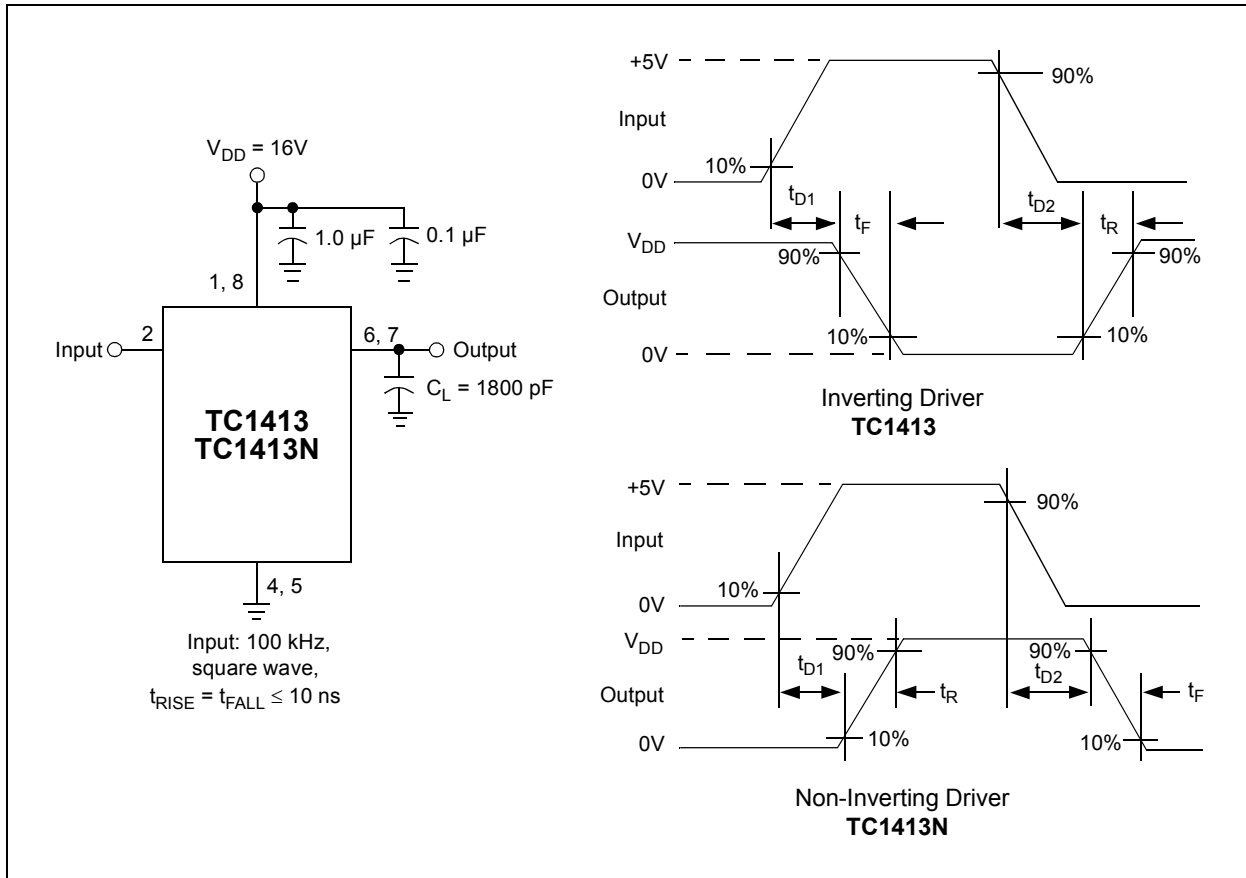 V_DD = 16V
1.0 µF
0.1 µF
1, 8
Input
2
6, 7
Output
C_L = 1800 pF
TC1413
TC1413N
4, 5
Input: 100 kHz,
square wave,
t_RISE = t_FALL ≤ 10 ns
+5V
90%
Input
10%
0V
t_D1
t_F
t_D2
t_R
V_DD
90%
90%
Output
10%
10%
0V
Inverting Driver
TC1413
+5V
90%
Input
10%
0V
V_DD
t_D1
90%
90%
t_R
t_D2
t_F
Output
10%
10%
0V
Non-Inverting Driver
TC1413N